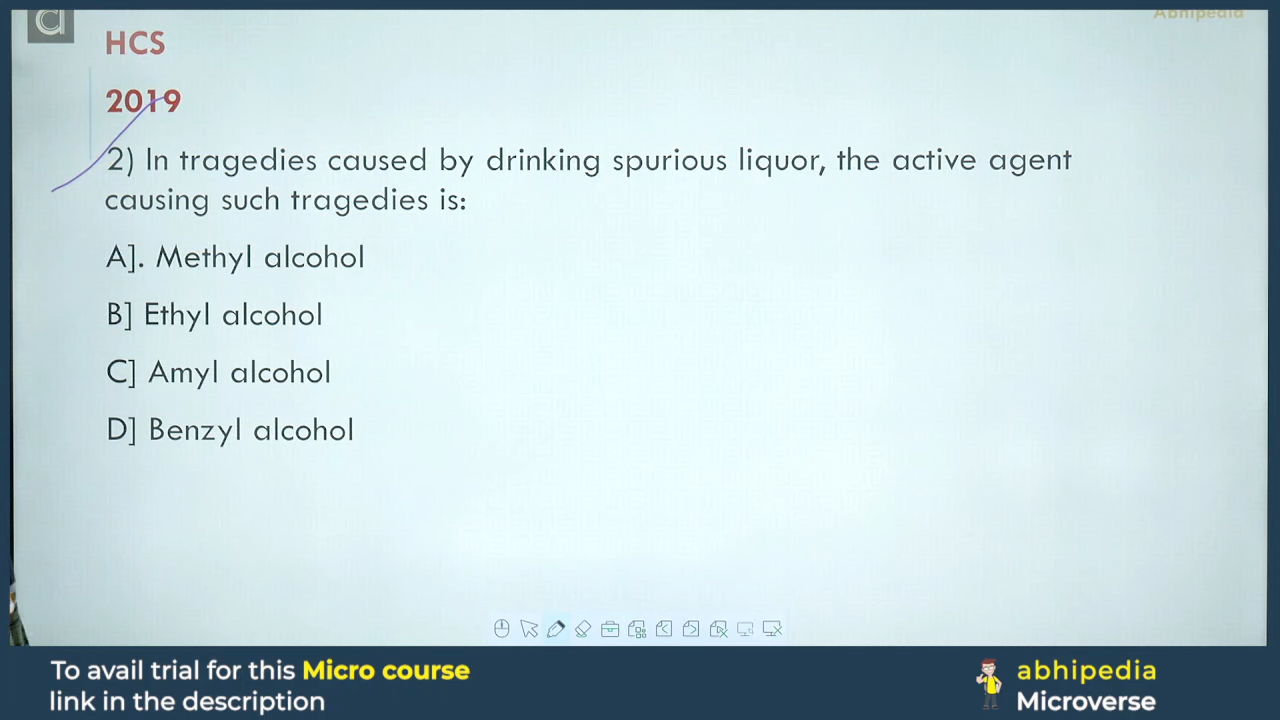 Abhipedia
HCS
2019
2) In tragedies caused by drinking spurious liquor, the active agent
causing such tragedies is:
A]. Methyl alcohol
B] Ethyl alcohol
C] Amyl alcohol
D] Benzyl alcohol
To avail trial for this Micro course
link in the description
abhipedia
Microverse